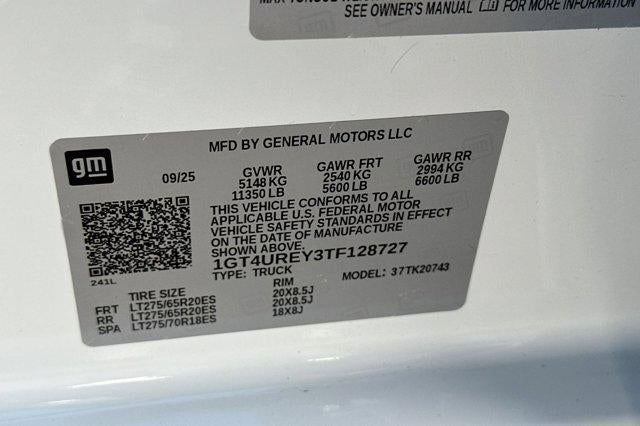 SEE OWNER'S MANUAL FOR MORE INFORMATION
MFD BY GENERAL MOTORS LLC
gm
09/25
GVWR GAWR FRT GAWR RR
5148 KG 2540 KG 2994 KG
11350 LB 5600 LB 6600 LB
THIS VEHICLE CONFORMS TO ALL
APPLICABLE U.S. FEDERAL MOTOR
VEHICLE SAFETY STANDARDS IN EFFECT
ON THE DATE OF MANUFACTURE
SHOWN ABOVE.
1GT4UREY3TF128727
TYPE: TRUCK MODEL: 37TK20743
241L
TIRE SIZE RIM
FRT LT275/65R20ES 20X8.5J
RR LT275/65R20ES 20X8.5J
SPA LT275/70R18ES 18X8J